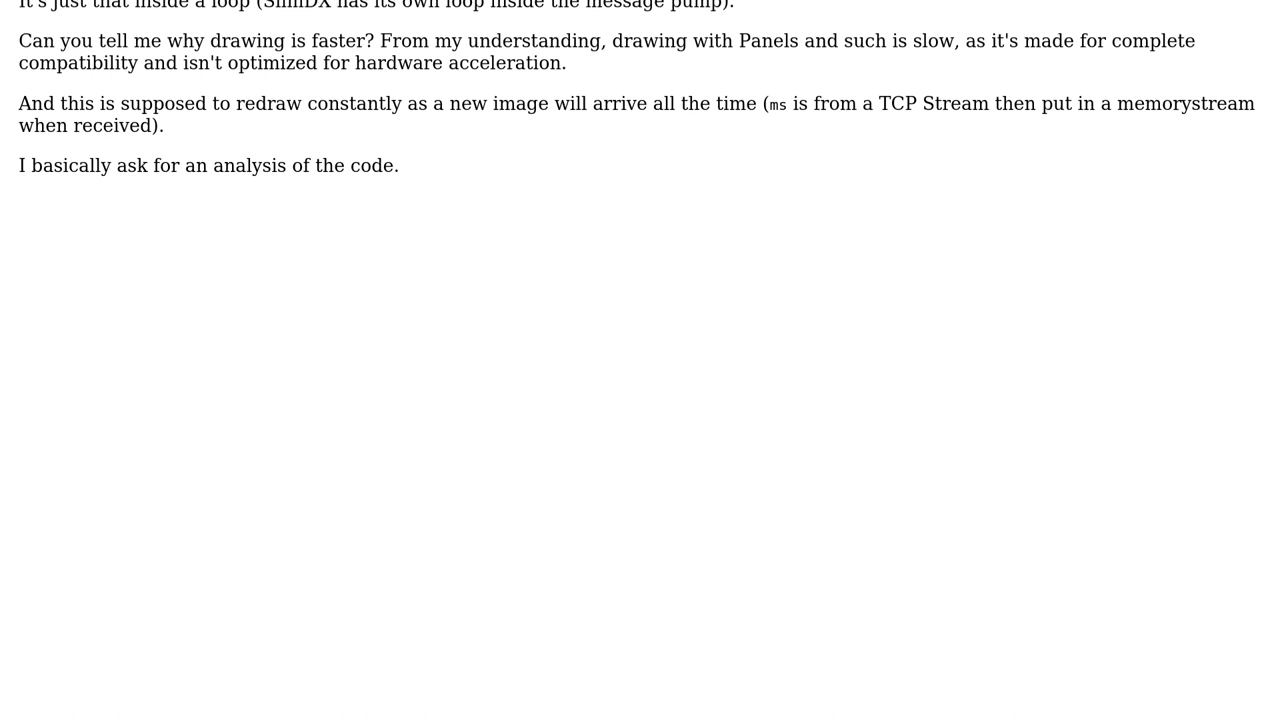 It's just that inside a loop (SlimDX has its own loop inside the message pump).
Can you tell me why drawing is faster? From my understanding, drawing with Panels and such is slow, as it's made for complete
compatibility and isn't optimized for hardware acceleration.
And this is supposed to redraw constantly as a new image will arrive all the time (ms is from a TCP Stream then put in a memorystream
when received).
I basically ask for an analysis of the code.